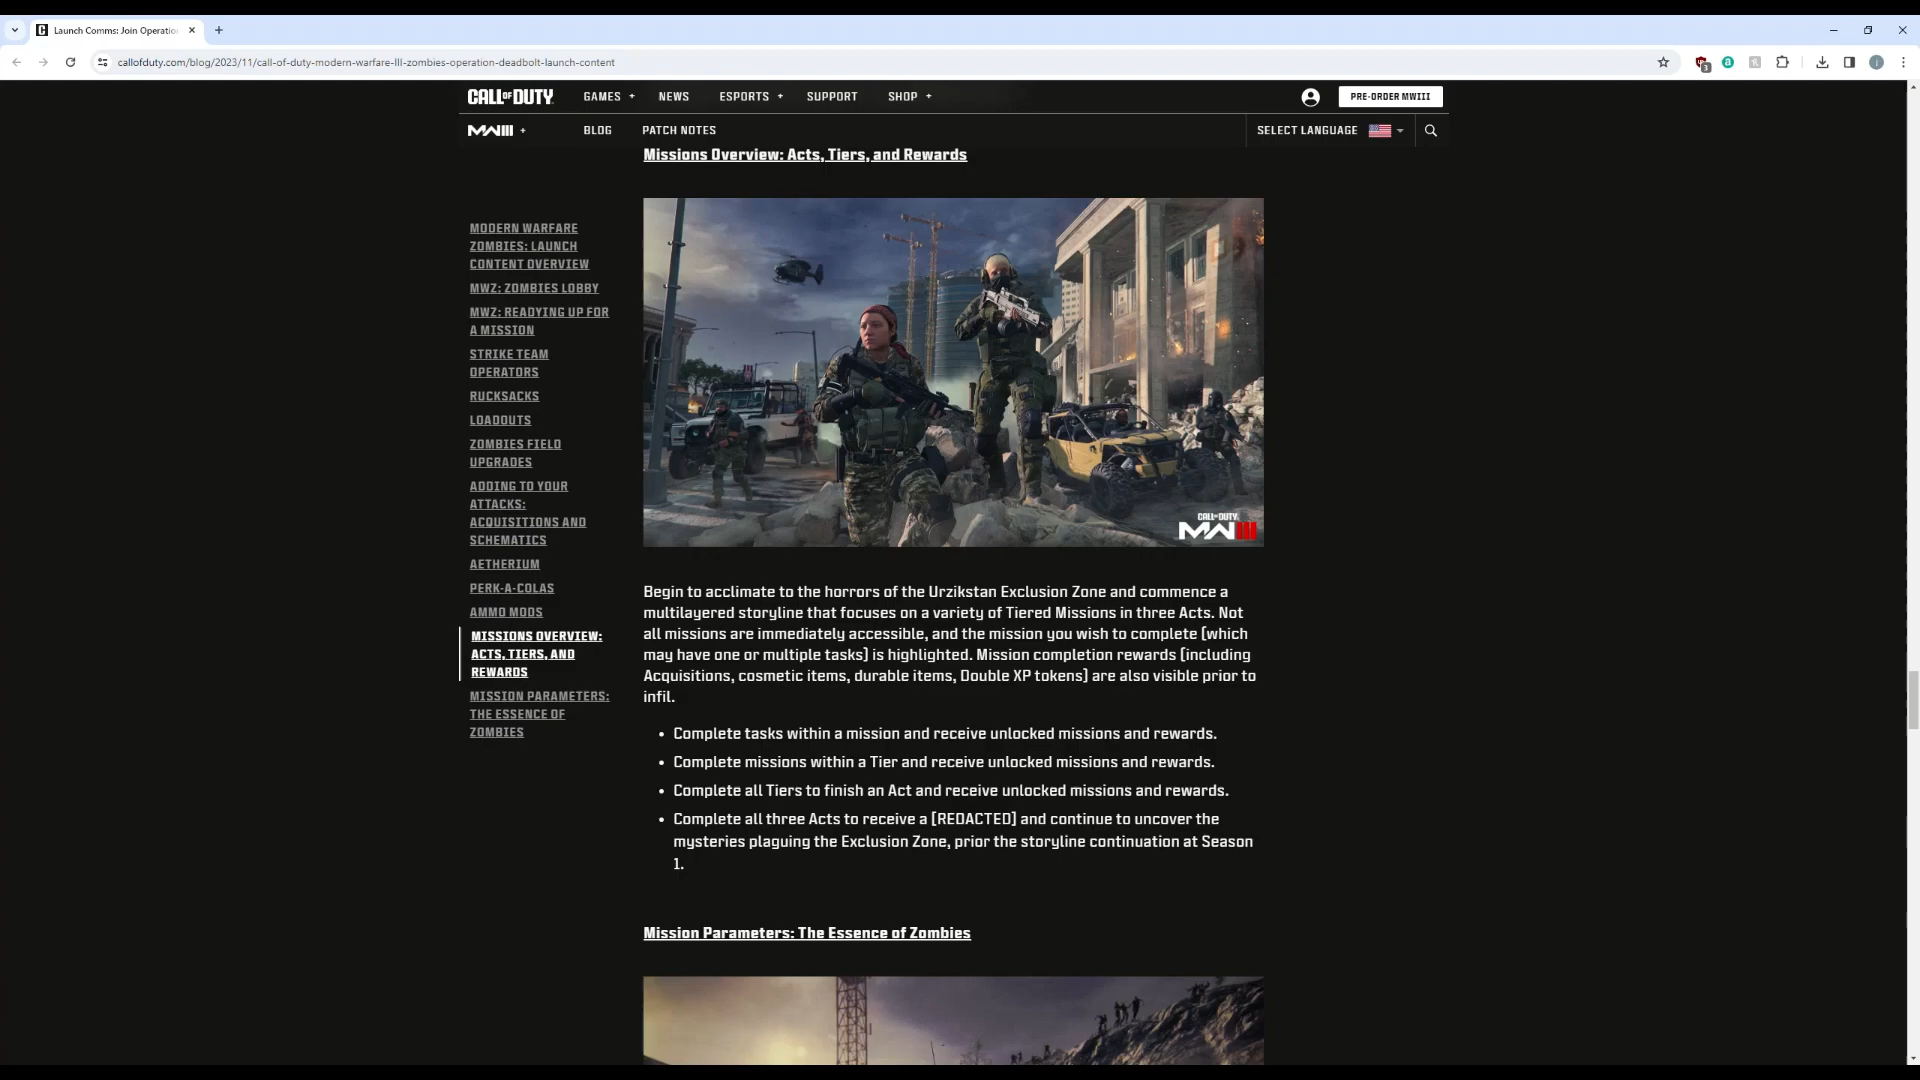 Launch Comms: Join Operatio
callofduty.com/blog/2023/11/call-of-duty-modern-warfare-III-zombies-operation-deadbolt-launch-content
3
i
CALL OF DUTY
GAMES +
NEWS
ESPORTS +
SUPPORT
SHOP +
PRE-ORDER MWIII
MWIII +
BLOG
PATCH NOTES
SELECT LANGUAGE
Missions Overview: Acts, Tiers, and Rewards
MODERN WARFARE
ZOMBIES: LAUNCH
CONTENT OVERVIEW
MWZ: ZOMBIES LOBBY
MWZ: READYING UP FOR
A MISSION
STRIKE TEAM
OPERATORS
RUCKSACKS
LOADOUTS
ZOMBIES FIELD
UPGRADES
ADDING TO YOUR
ATTACKS:
ACQUISITIONS AND
SCHEMATICS
AETHERIUM
PERK-A-COLAS
AMMO MODS
MISSIONS OVERVIEW:
ACTS, TIERS, AND
REWARDS
MISSION PARAMETERS:
THE ESSENCE OF
ZOMBIES
CALL OF DUTY
MWIII
Begin to acclimate to the horrors of the Urzikstan Exclusion Zone and commence a
multilayered storyline that focuses on a variety of Tiered Missions in three Acts. Not
all missions are immediately accessible, and the mission you wish to complete (which
may have one or multiple tasks) is highlighted. Mission completion rewards (including
Acquisitions, cosmetic items, durable items, Double XP tokens) are also visible prior to
infil.
• Complete tasks within a mission and receive unlocked missions and rewards.
• Complete missions within a Tier and receive unlocked missions and rewards.
• Complete all Tiers to finish an Act and receive unlocked missions and rewards.
• Complete all three Acts to receive a [REDACTED] and continue to uncover the
mysteries plaguing the Exclusion Zone, prior the storyline continuation at Season
1.
Mission Parameters: The Essence of Zombies